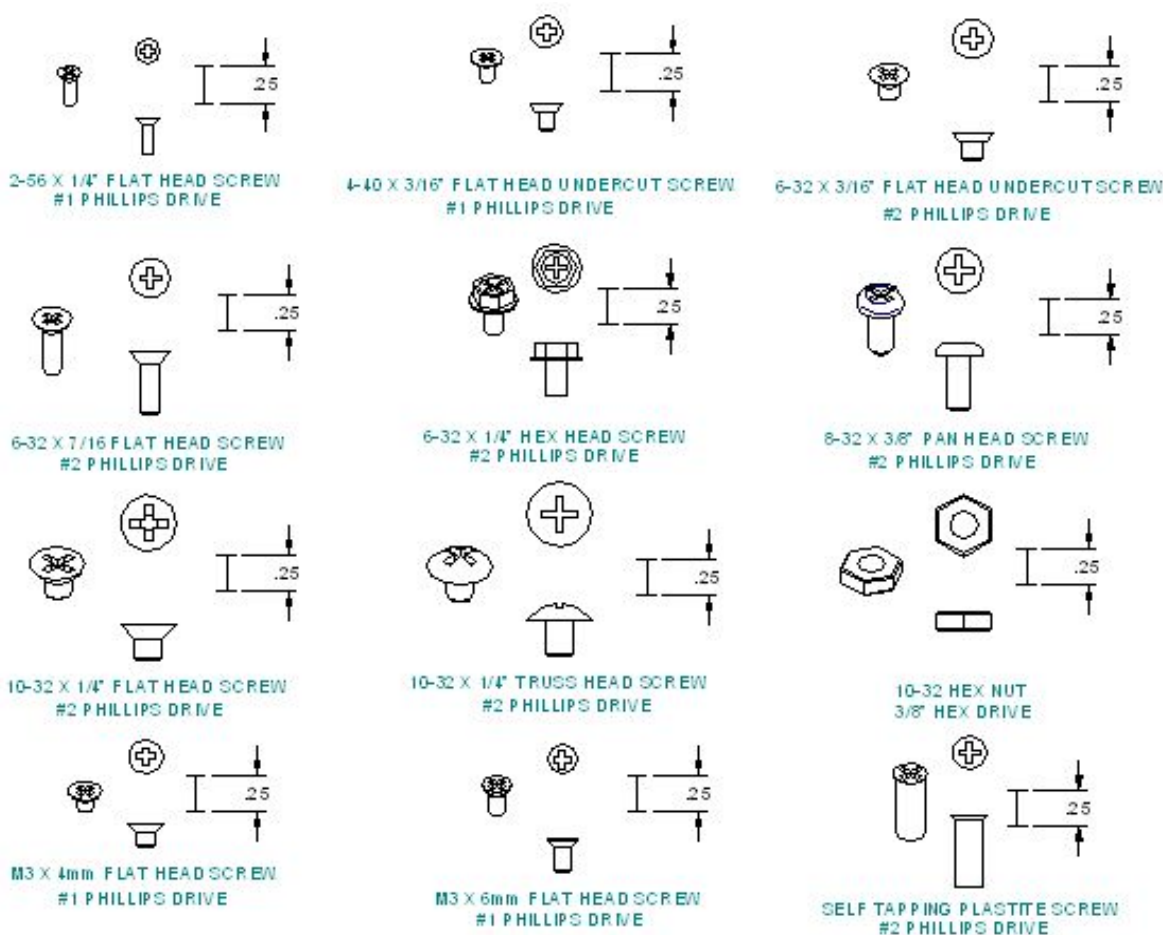 .25
.25
.25
2-56 X 1/4" FLAT HEAD SCREW
#1 PHILLIPS DRIVE
4-40 X 3/16" FLAT HEAD UNDERCUT SCREW
#1 PHILLIPS DRIVE
6-32 X 3/16" FLAT HEAD UNDERCUT SCREW
#2 PHILLIPS DRIVE
.25
.25
.25
6-32 X 7/16 FLAT HEAD SCREW
#2 PHILLIPS DRIVE
6-32 X 1/4" HEX HEAD SCREW
#2 PHILLIPS DRIVE
8-32 X 3/8" PAN HEAD SCREW
#2 PHILLIPS DRIVE
.25
.25
.25
10-32 X 1/4" FLAT HEAD SCREW
#2 PHILLIPS DRIVE
10-32 X 1/4" TRUSS HEAD SCREW
#2 PHILLIPS DRIVE
10-32 HEX NUT
3/8" HEX DRIVE
.25
.25
.25
M3 X 4mm FLAT HEAD SCREW
#1 PHILLIPS DRIVE
M3 X 6mm FLAT HEAD SCREW
#1 PHILLIPS DRIVE
SELF TAPPING PLASTITE SCREW
#2 PHILLIPS DRIVE